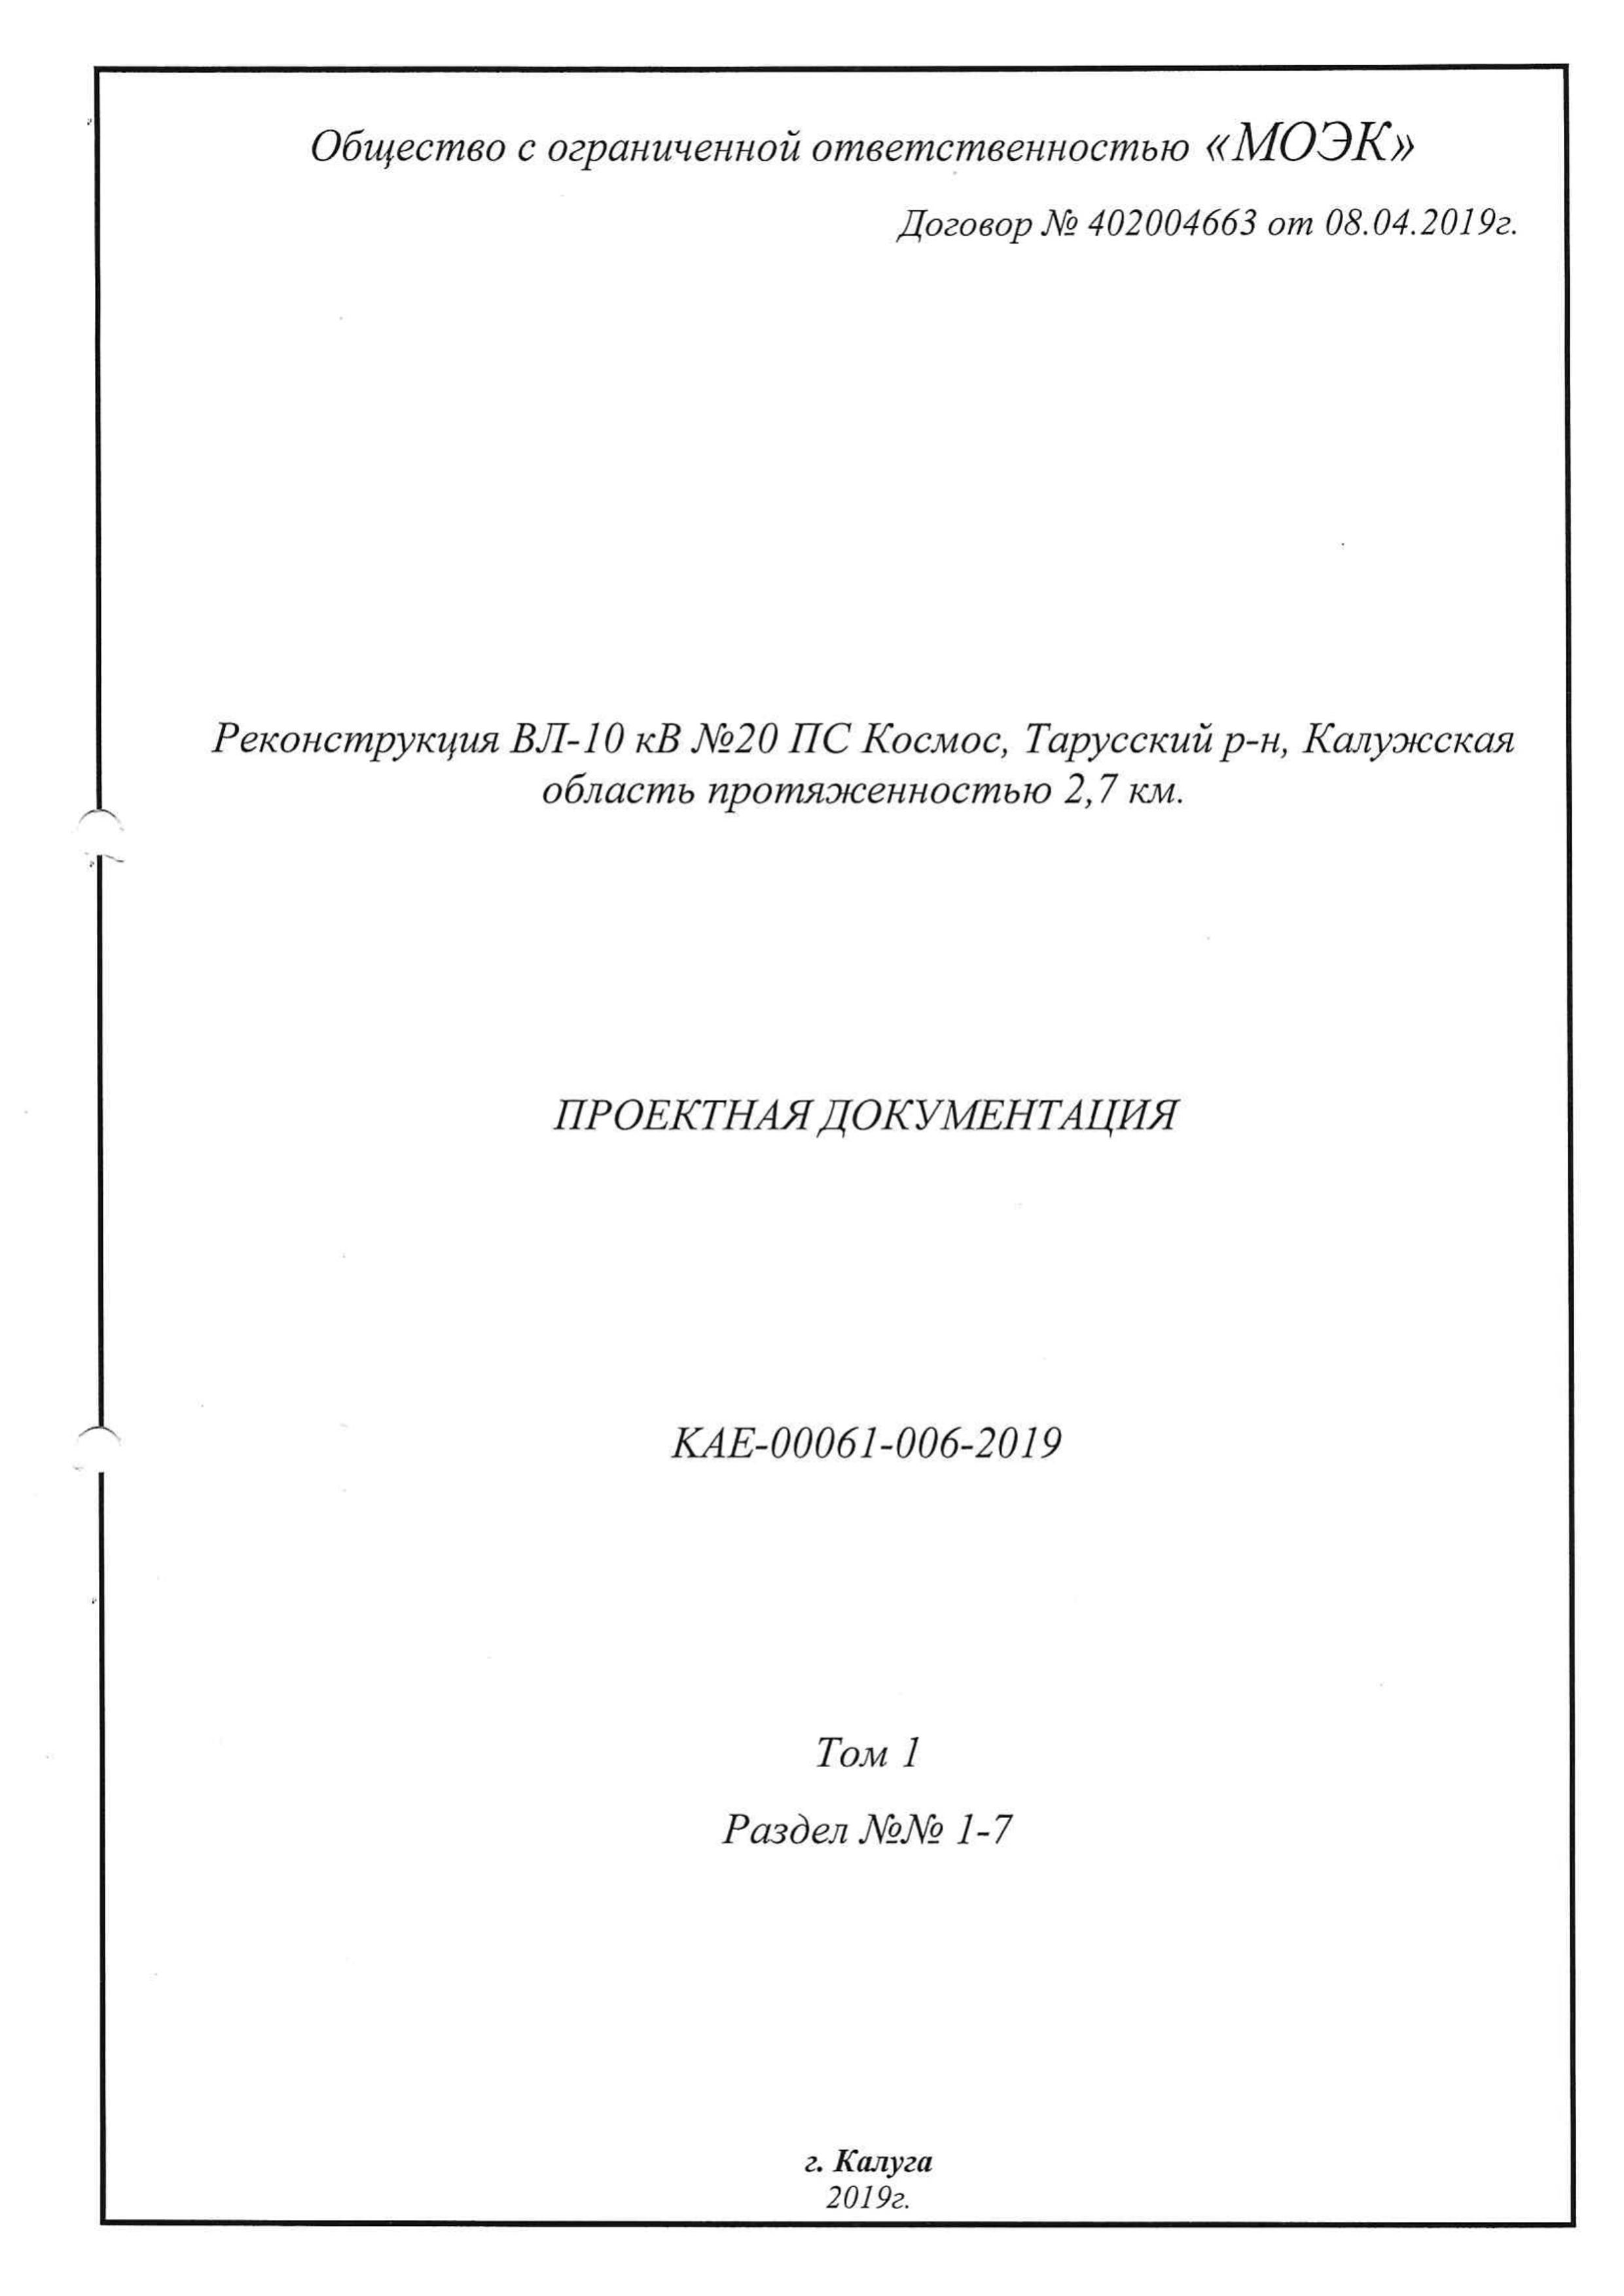 Общество с ограниченной ответственностью «МОЭК»
Договор № 402004663 от 08.04.2019г.
Реконструкция ВЛ-10 кВ №20 ПС Космос, Тарусский р-н, Калужская
область протяженностью 2,7 км.
ПРОЕКТНАЯ ДОКУМЕНТАЦИЯ
КАЕ-00061-006-2019
Том 1
Раздел №№ 1-7
г. Калуга
2019г.